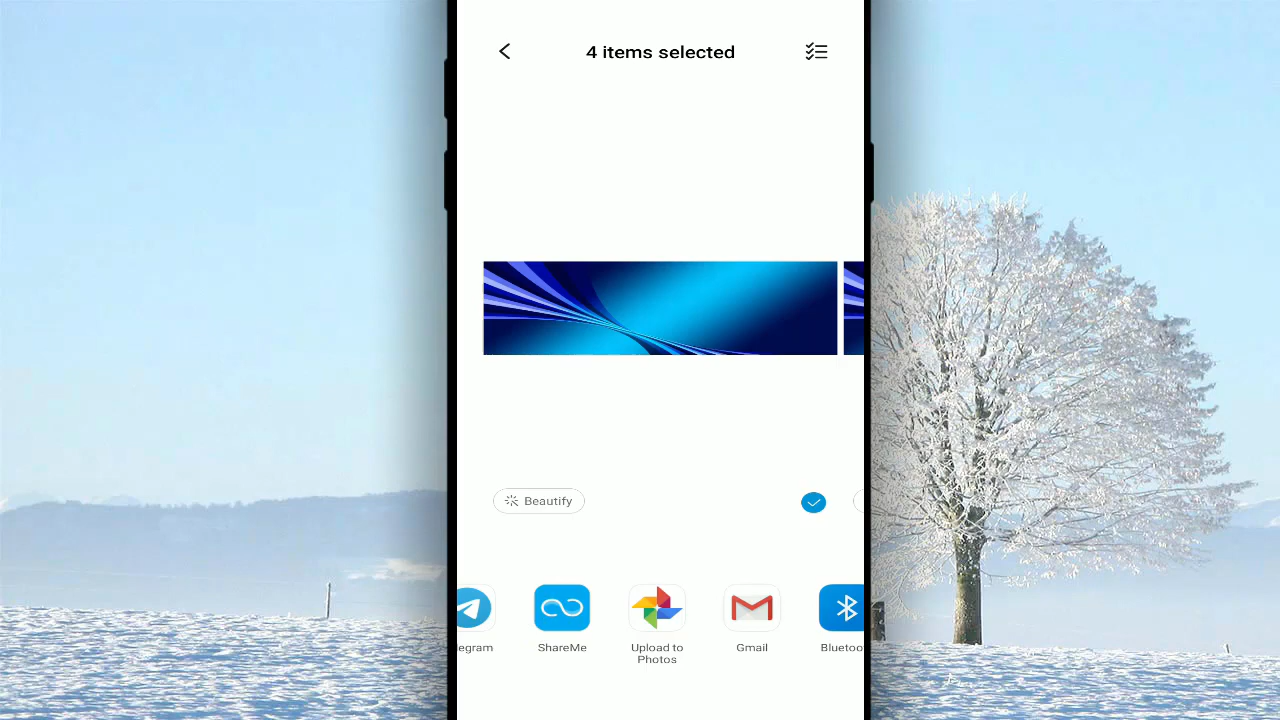 4 items selected
Beautify
egram
ShareMe
Upload to
Photos
Gmail
Bluetoo